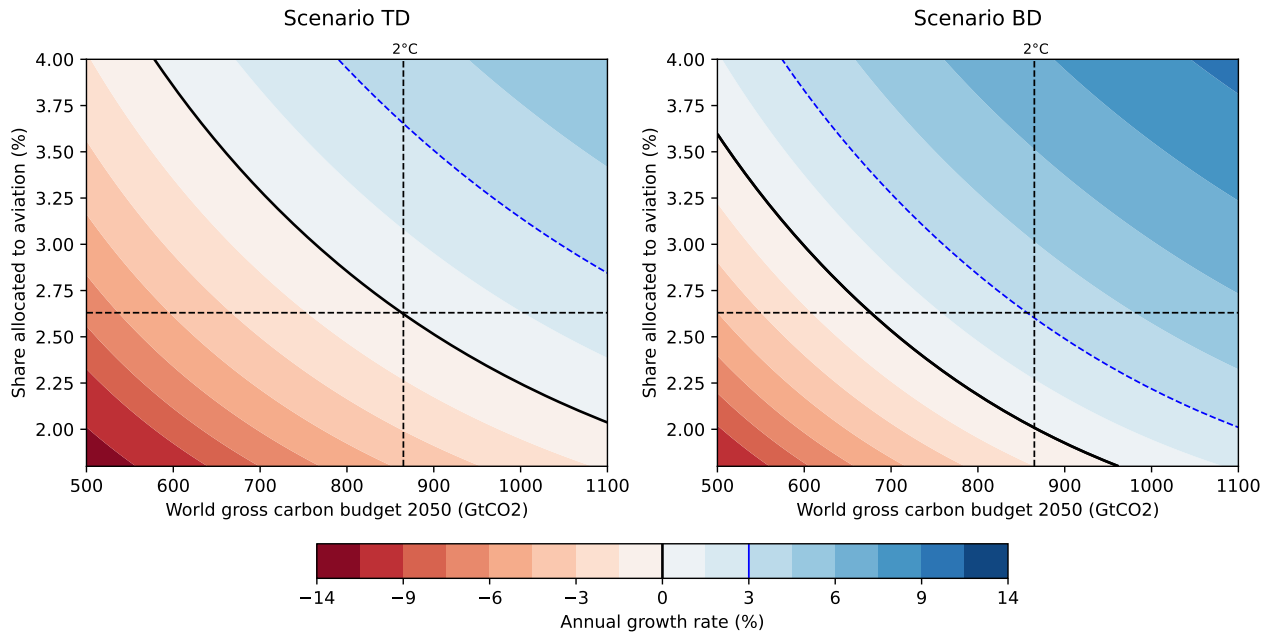 Scenario TD
Scenario BD
2°C
2°C
4.00
3.75
3.50
3.25
3.00
2.75
2.50
2.25
2.00
Share allocated to aviation (%)
500 600 700 800 900 1000 1100
World gross carbon budget 2050 (GtCO2)
4.00
3.75
3.50
3.25
3.00
2.75
2.50
2.25
2.00
Share allocated to aviation (%)
500 600 700 800 900 1000 1100
World gross carbon budget 2050 (GtCO2)
−14 −9 −6 −3 0 3 6 9 14
Annual growth rate (%)